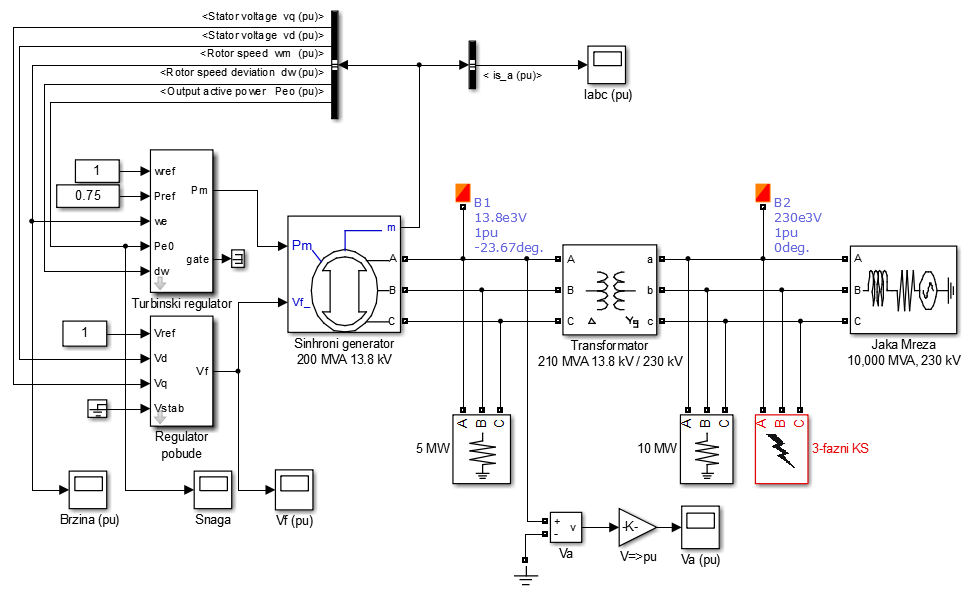 <Stator voltage vq (pu)>
<Stator voltage vd (pu)>
<Rotor speed wm (pu)>
<Rotor speed deviation dw (pu)>
<Output active power Peo (pu)>
< is_a (pu)>
Iabc (pu)
1
0.75
wref
Pref
we
Pe0
dw
Pm
gate
Turbinski regulator
1
Vref
Vd
Vq
Vstab
Vf
Regulator
pobude
Pm
Vf_
m
A
B
C
Sinhroni generator
200 MVA 13.8 kV
B1
13.8e3V
1pu
-23.67deg.
A
B
C
a
b
c
Δ
Yg
Transformator
210 MVA 13.8 kV / 230 kV
B2
230e3V
1pu
0deg.
A
B
C
Jaka Mreza
10,000 MVA, 230 kV
A B C
5 MW
A B C
10 MW
A B C
3-fazni KS
Brzina (pu)
Snaga
Vf (pu)
+
-
v
Va
-K-
V=>pu
Va (pu)